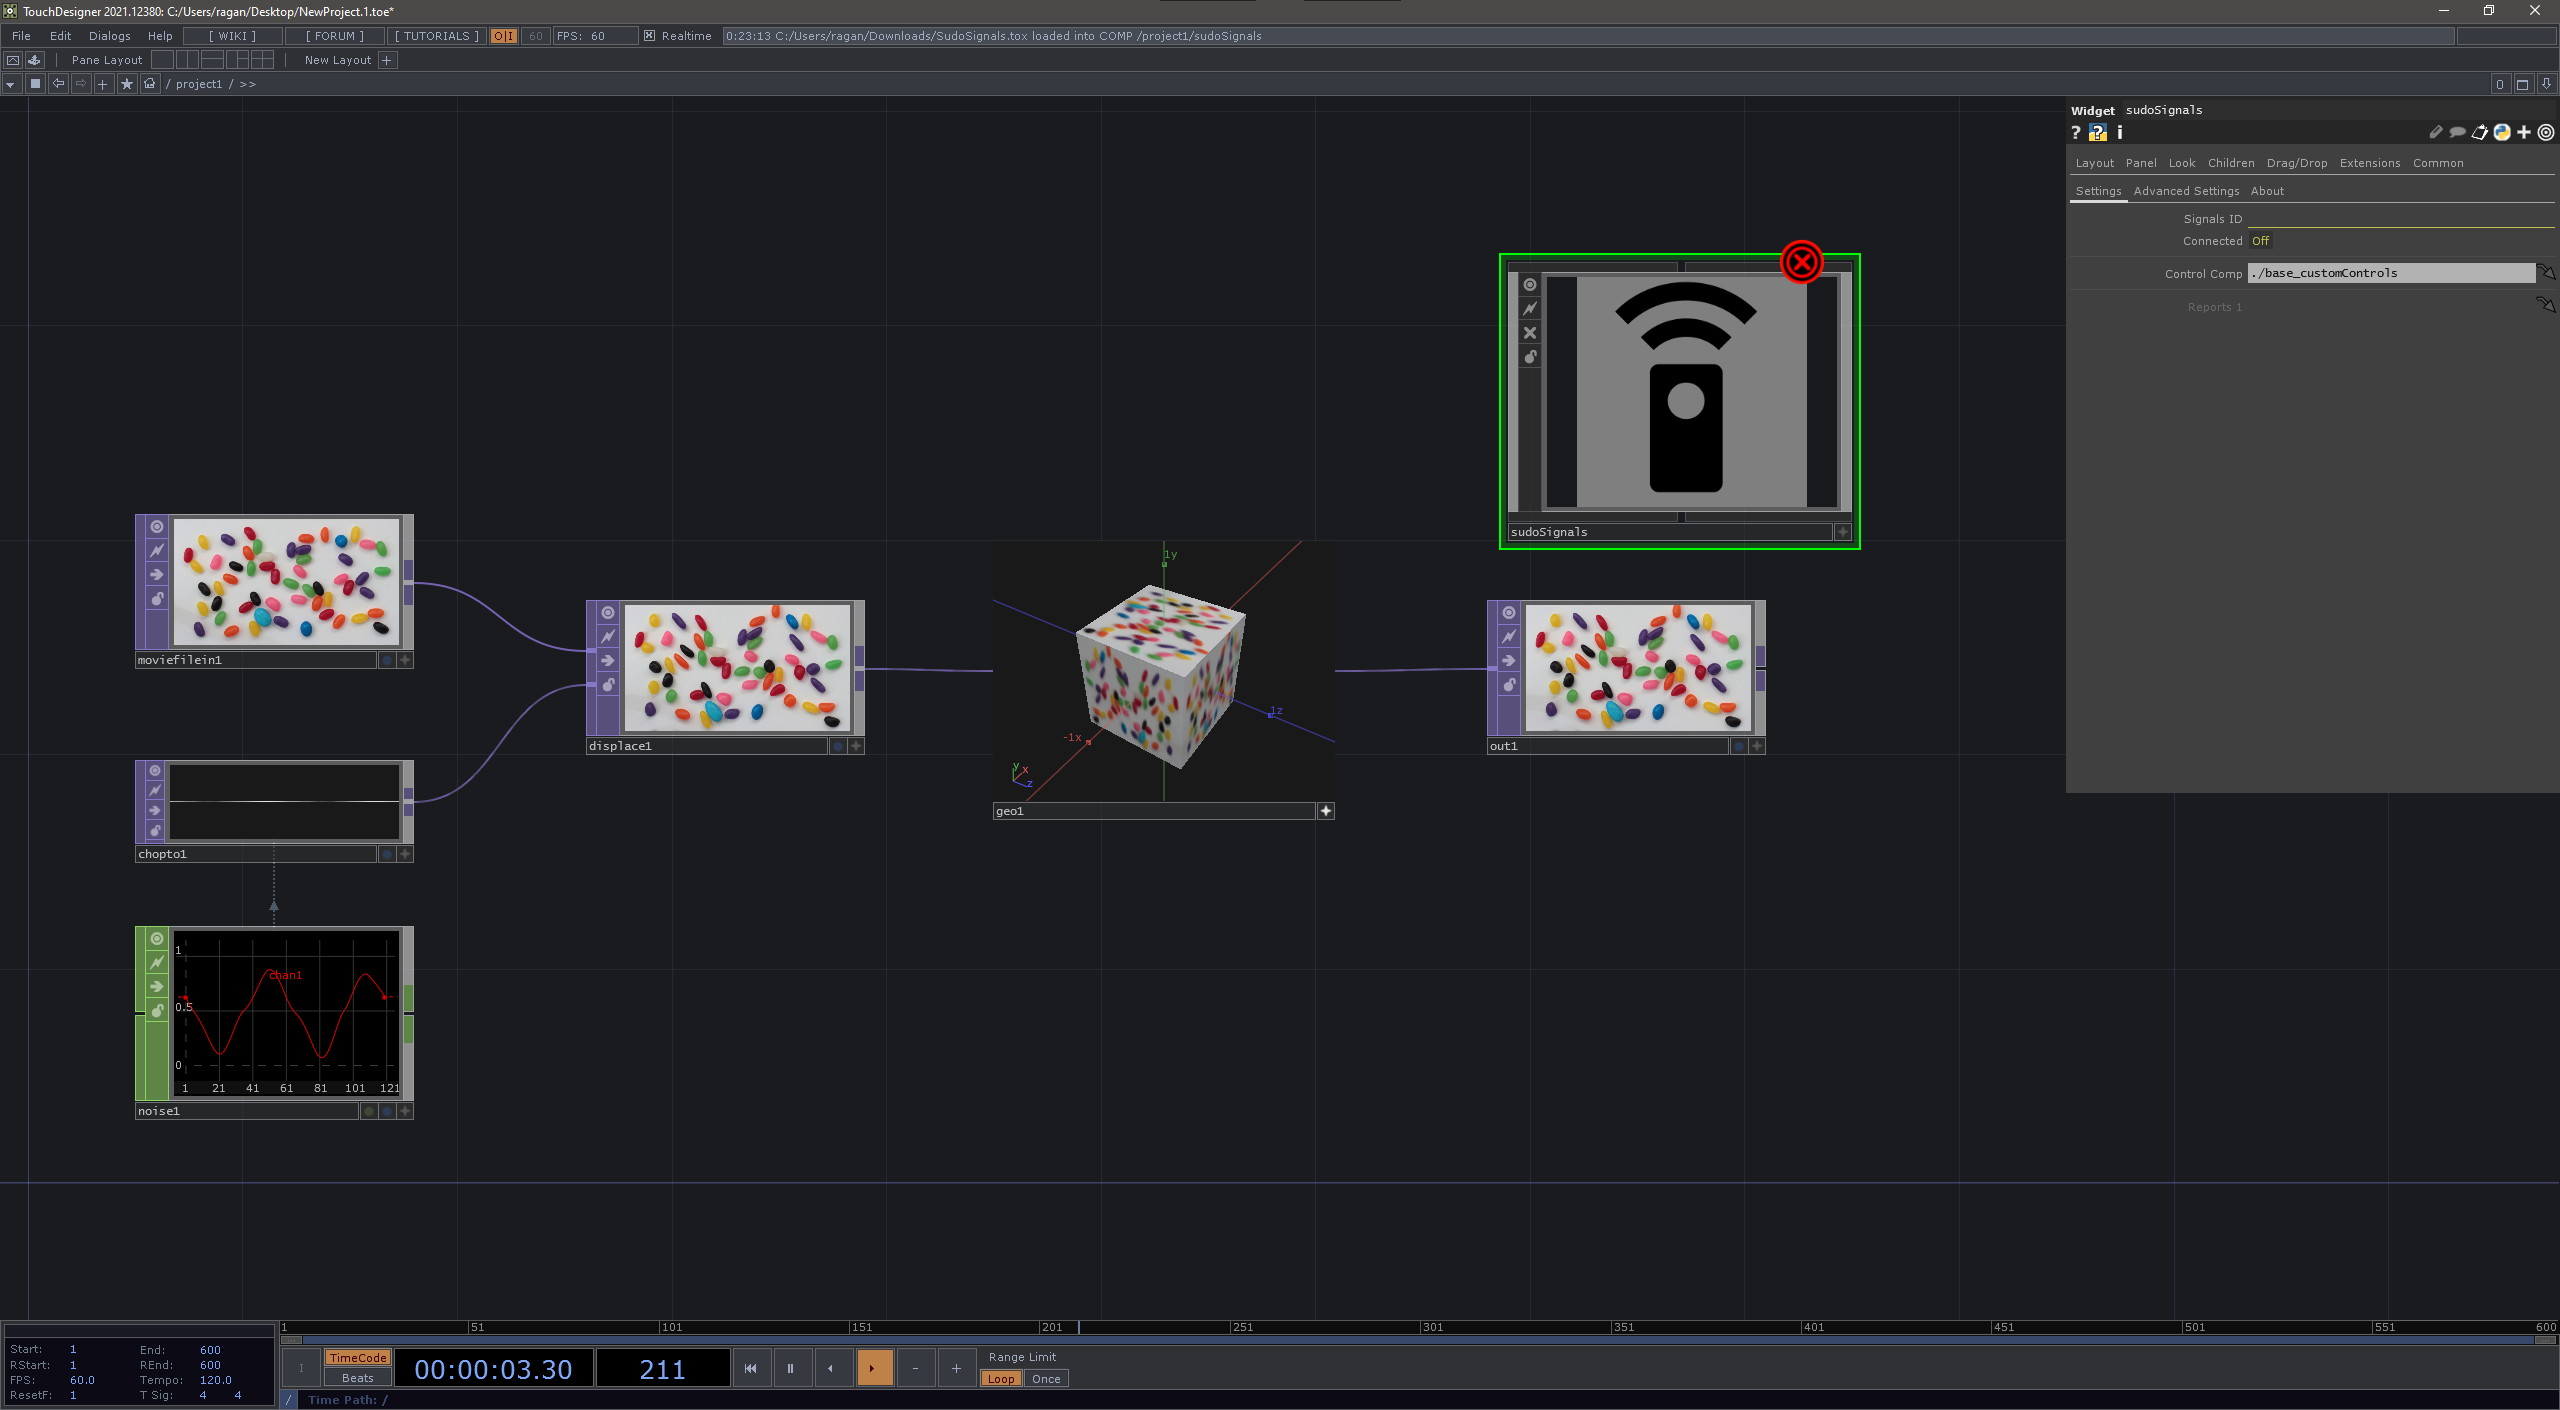 TouchDesigner 2021.12380: C:/Users/ragan/Desktop/NewProject.1.toe*
File Edit Dialogs Help [ WIKI ] [ FORUM ] [ TUTORIALS ] O|I 60 FPS: 60 Realtime 0:23:13 C:/Users/ragan/Downloads/SudoSignals.tox loaded into COMP /project1/sudoSignals
Pane Layout New Layout +
/ project1 / >> 0
Widget sudoSignals
? ? i
Layout Panel Look Children Drag/Drop Extensions Common
Settings Advanced Settings About
Signals ID
Connected Off
Control Comp ./base_customControls
Reports 1
sudoSignals
moviefilein1
displace1
1y
1z
-1x
y x
z
geo1
out1
chopto1
1
chan1
0.5
0
1 21 41 61 81 101 121
noise1
1 51 101 151 201 251 301 351 401 451 501 551 600
Start: 1 End: 600
RStart: 1 REnd: 600
FPS: 60.0 Tempo: 120.0
ResetF: 1 T Sig: 4 4
I
TimeCode
Beats
00:00:03.30
211
- +
Range Limit
Loop Once
/ Time Path: /